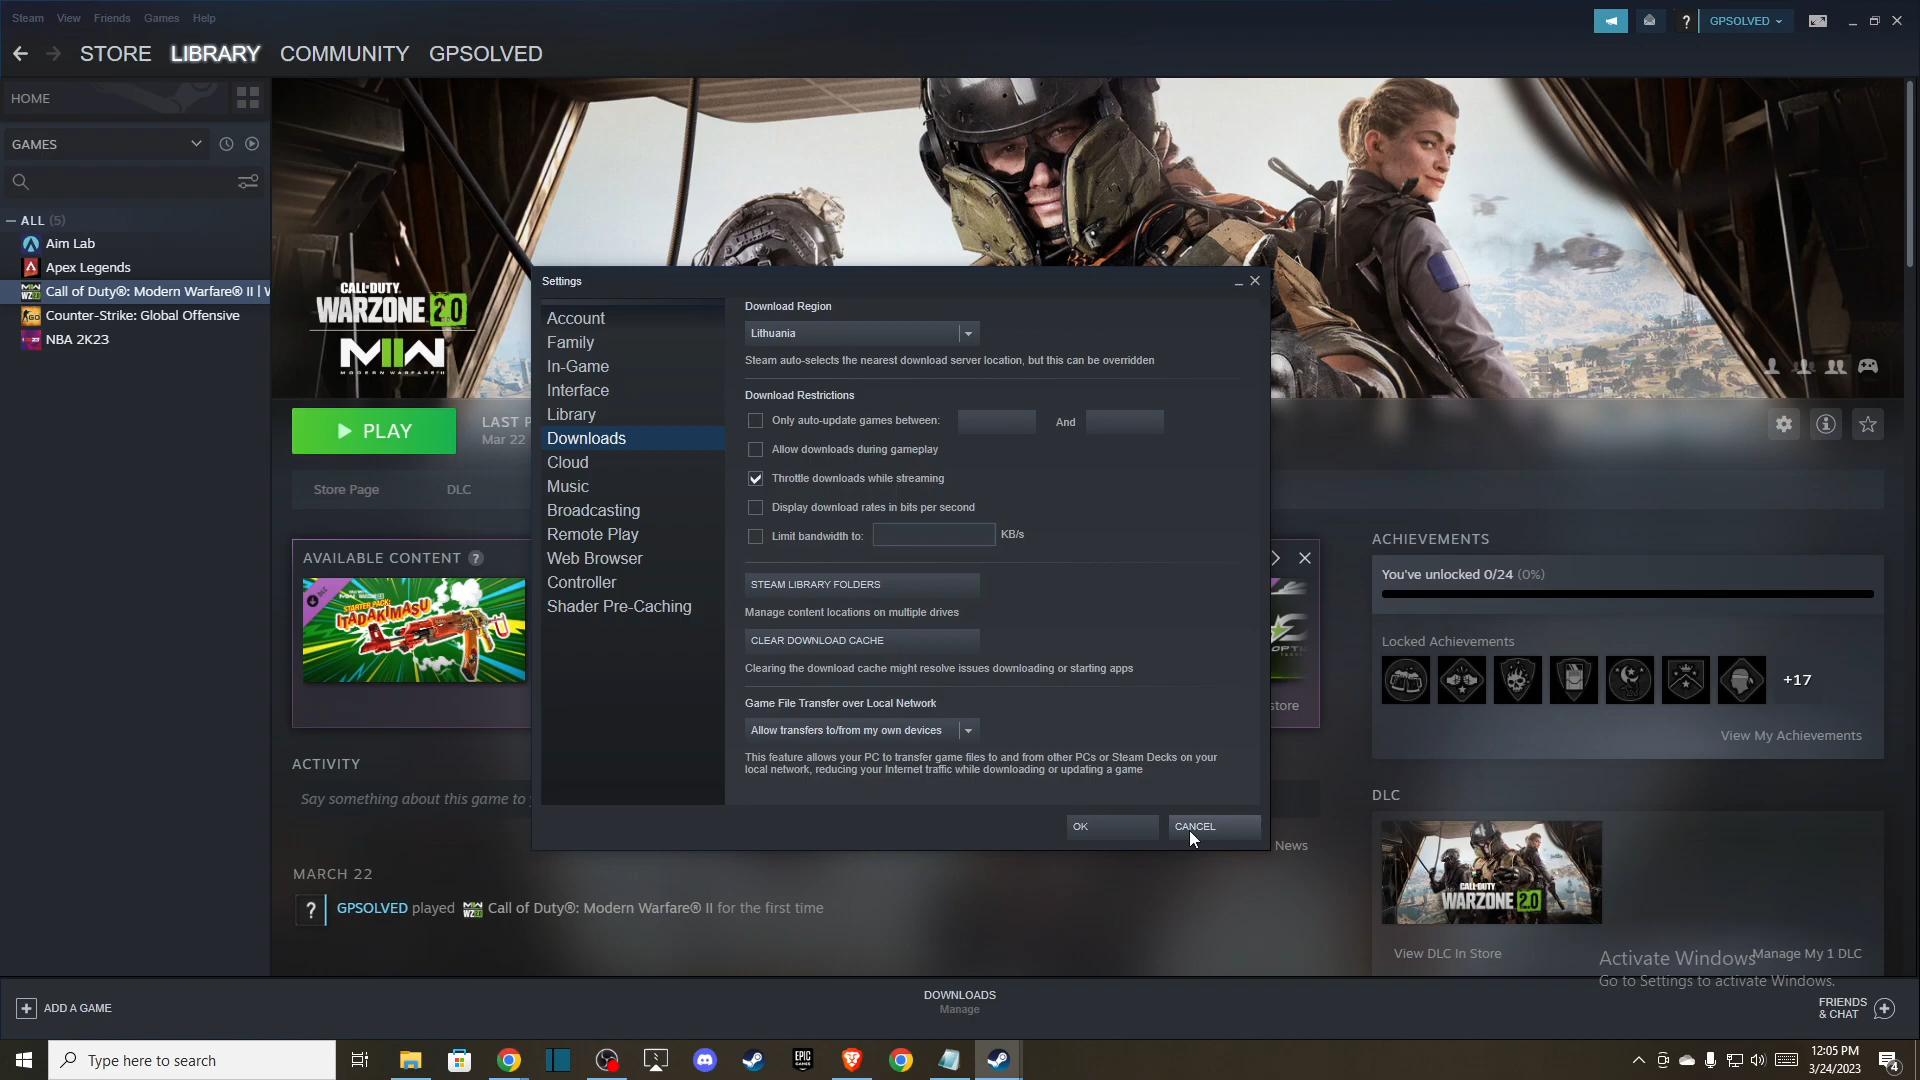 Steam View Friends Games Help
GPSOLVED
STORE LIBRARY COMMUNITY GPSOLVED
HOME
GAMES
ALL (5)
Aim Lab
Apex Legends
Call of Duty®: Modern Warfare® II |
Counter-Strike: Global Offensive
NBA 2K23
CALL·DUTY
WARZONE 2.0
MW
MODERN WARFARE II
PLAY
LAST P
Mar 22
Store Page
DLC
AVAILABLE CONTENT ?
STARTER PACK:
ITADAKIMASU
store
ACTIVITY
Say something about this game to
News
MARCH 22
? GPSOLVED played Call of Duty®: Modern Warfare® II for the first time
Settings
Account
Family
In-Game
Interface
Library
Downloads
Cloud
Music
Broadcasting
Remote Play
Web Browser
Controller
Shader Pre-Caching
Download Region
Lithuania
Steam auto-selects the nearest download server location, but this can be overridden
Download Restrictions
Only auto-update games between: And
Allow downloads during gameplay
Throttle downloads while streaming
Display download rates in bits per second
Limit bandwidth to: KB/s
STEAM LIBRARY FOLDERS
Manage content locations on multiple drives
CLEAR DOWNLOAD CACHE
Clearing the download cache might resolve issues downloading or starting apps
Game File Transfer over Local Network
Allow transfers to/from my own devices
This feature allows your PC to transfer game files to and from other PCs or Steam Decks on your
local network, reducing your Internet traffic while downloading or updating a game
OK
CANCEL
ACHIEVEMENTS
You've unlocked 0/24 (0%)
Locked Achievements
+17
View My Achievements
DLC
CALL·DUTY
WARZONE 2.0
View DLC In Store
Manage My 1 DLC
Activate Windows
Go to Settings to activate Windows.
ADD A GAME
DOWNLOADS
Manage
FRIENDS
& CHAT
Type here to search
EPIC
GAMES
12:05 PM
3/24/2023
4